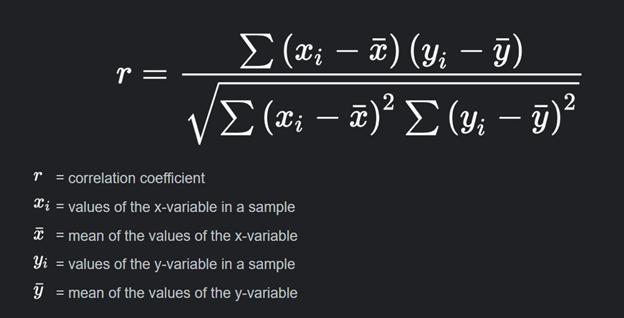 r = ∑ (xᵢ − x̄) (yᵢ − ȳ) / √∑ (xᵢ − x̄)² ∑ (yᵢ − ȳ)²
r = correlation coefficient
xᵢ = values of the x-variable in a sample
x̄ = mean of the values of the x-variable
yᵢ = values of the y-variable in a sample
ȳ = mean of the values of the y-variable